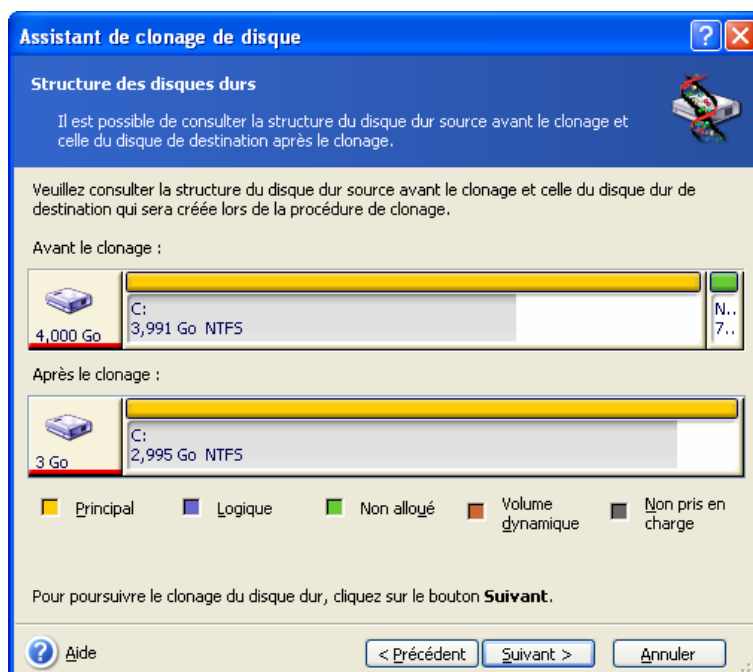 Assistant de clonage de disque
Structure des disques durs
Il est possible de consulter la structure du disque dur source avant le clonage et
celle du disque de destination après le clonage.
Veuillez consulter la structure du disque dur source avant le clonage et celle du disque dur de
destination qui sera créée lors de la procédure de clonage.
Avant le clonage :
4,000 Go
C:
3,991 Go NTFS
N..
7..
Après le clonage :
3 Go
C:
2,995 Go NTFS
Principal
Logique
Non alloué
Volume
dynamique
Non pris en
charge
Pour poursuivre le clonage du disque dur, cliquez sur le bouton Suivant.
Aide
< Précédent
Suivant >
Annuler